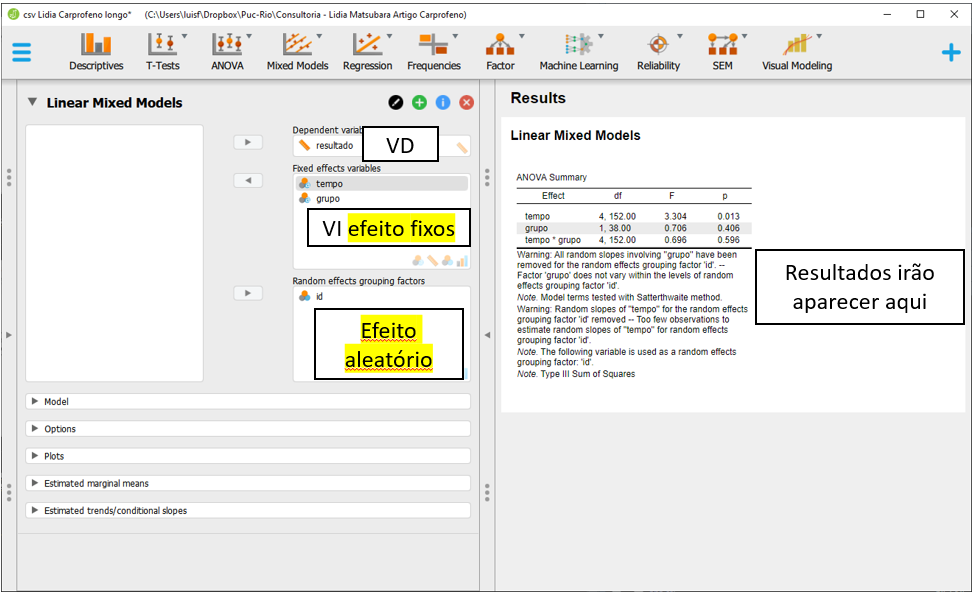 csv Lidia Carprofeno longo* (C:\Users\luisf\Dropbox\Puc-Rio\Consultoria - Lidia Matsubara Artigo Carprofeno)
Descriptives T-Tests ANOVA Mixed Models Regression Frequencies Factor Machine Learning Reliability SEM Visual Modeling
Linear Mixed Models
Dependent variab
resultado
VD
Fixed effects variables
tempo
grupo
VI efeito fixos
Random effects grouping factors
id
Efeito
aleatório
Model
Options
Plots
Estimated marginal means
Estimated trends/conditional slopes
Results
Linear Mixed Models
ANOVA Summary
Effect df F p
tempo 4, 152.00 3.304 0.013
grupo 1, 38.00 0.706 0.406
tempo * grupo 4, 152.00 0.696 0.596
Warning: All random slopes involving "grupo" have been
removed for the random effects grouping factor 'id'. --
Factor 'grupo' does not vary within the levels of random
effects grouping factor 'id'.
Note. Model terms tested with Satterthwaite method.
Warning: Random slopes of "tempo" for the random effects
grouping factor 'id' removed -- Too few observations to
estimate random slopes of "tempo" for random effects
grouping factor 'id'.
Note. The following variable is used as a random effects
grouping factor: 'id'.
Note. Type III Sum of Squares
Resultados irão
aparecer aqui